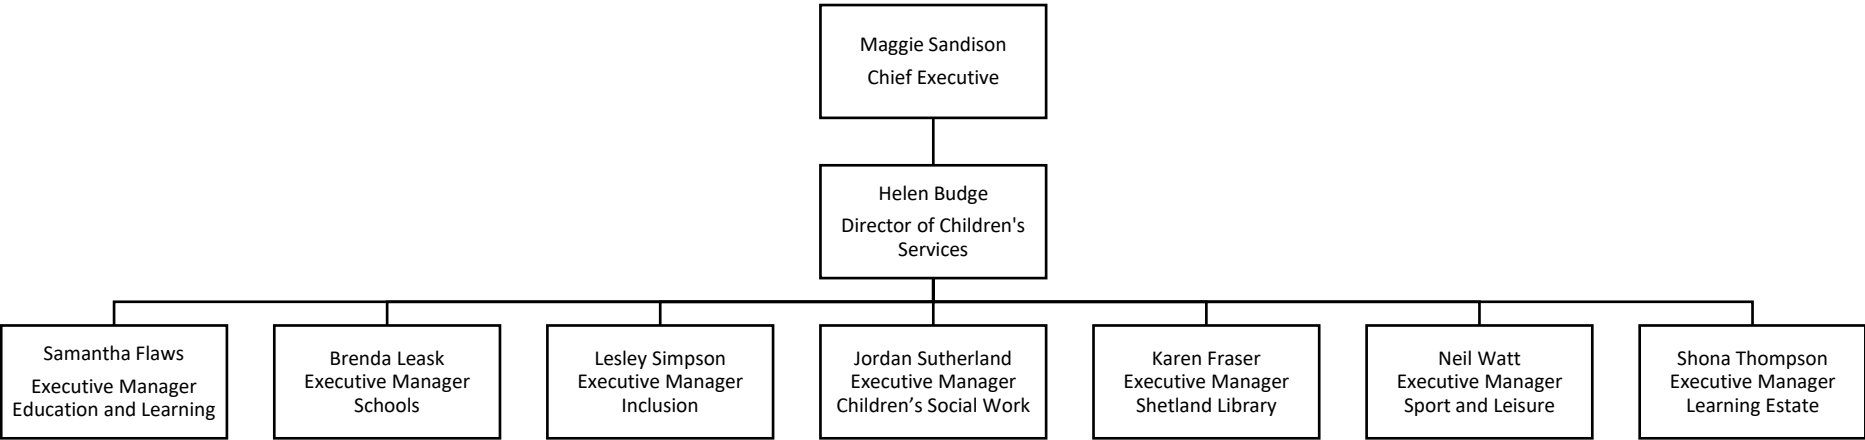 Maggie Sandison
Chief Executive
Helen Budge
Director of Children's
Services
Samantha Flaws
Executive Manager
Education and Learning
Brenda Leask
Executive Manager
Schools
Lesley Simpson
Executive Manager
Inclusion
Jordan Sutherland
Executive Manager
Children’s Social Work
Karen Fraser
Executive Manager
Shetland Library
Neil Watt
Executive Manager
Sport and Leisure
Shona Thompson
Executive Manager
Learning Estate